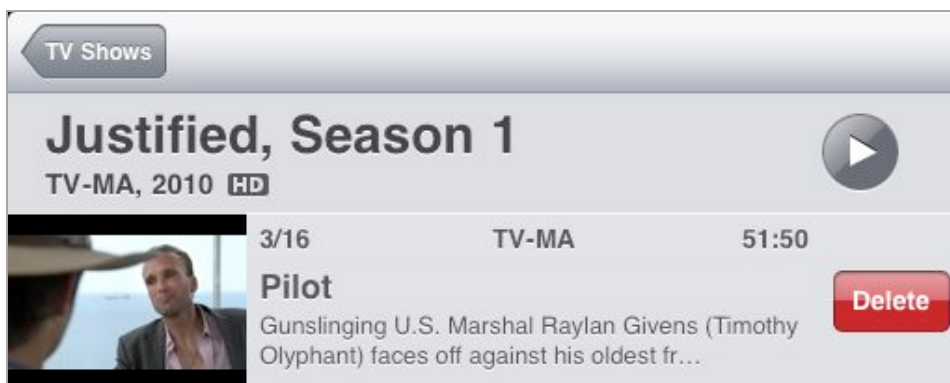 TV Shows
Justified, Season 1
TV-MA, 2010 HD
3/16 TV-MA 51:50
Pilot
Delete
Gunslinging U.S. Marshal Raylan Givens (Timothy
Olyphant) faces off against his oldest fr…